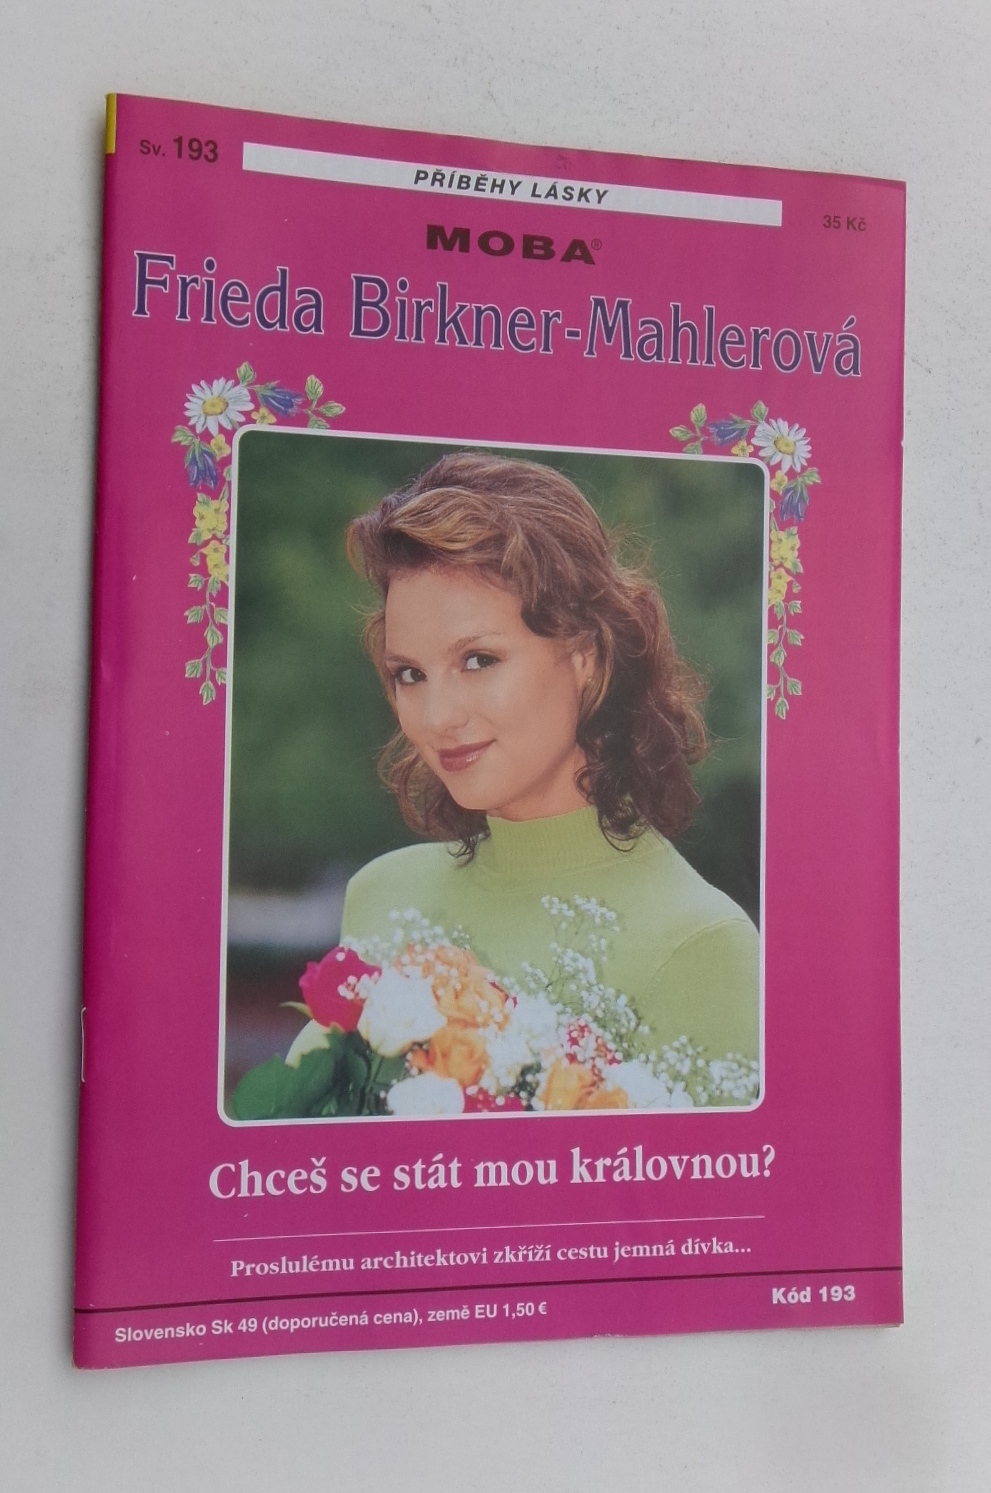 Sv. 193
PŘÍBĚHY LÁSKY
35 Kč
MOBA®
Frieda Birkner-Mahlerová
Chceš se stát mou královnou?
Proslulému architektovi zkříží cestu jemná dívka...
Kód 193
Slovensko Sk 49 (doporučená cena), země EU 1,50 €